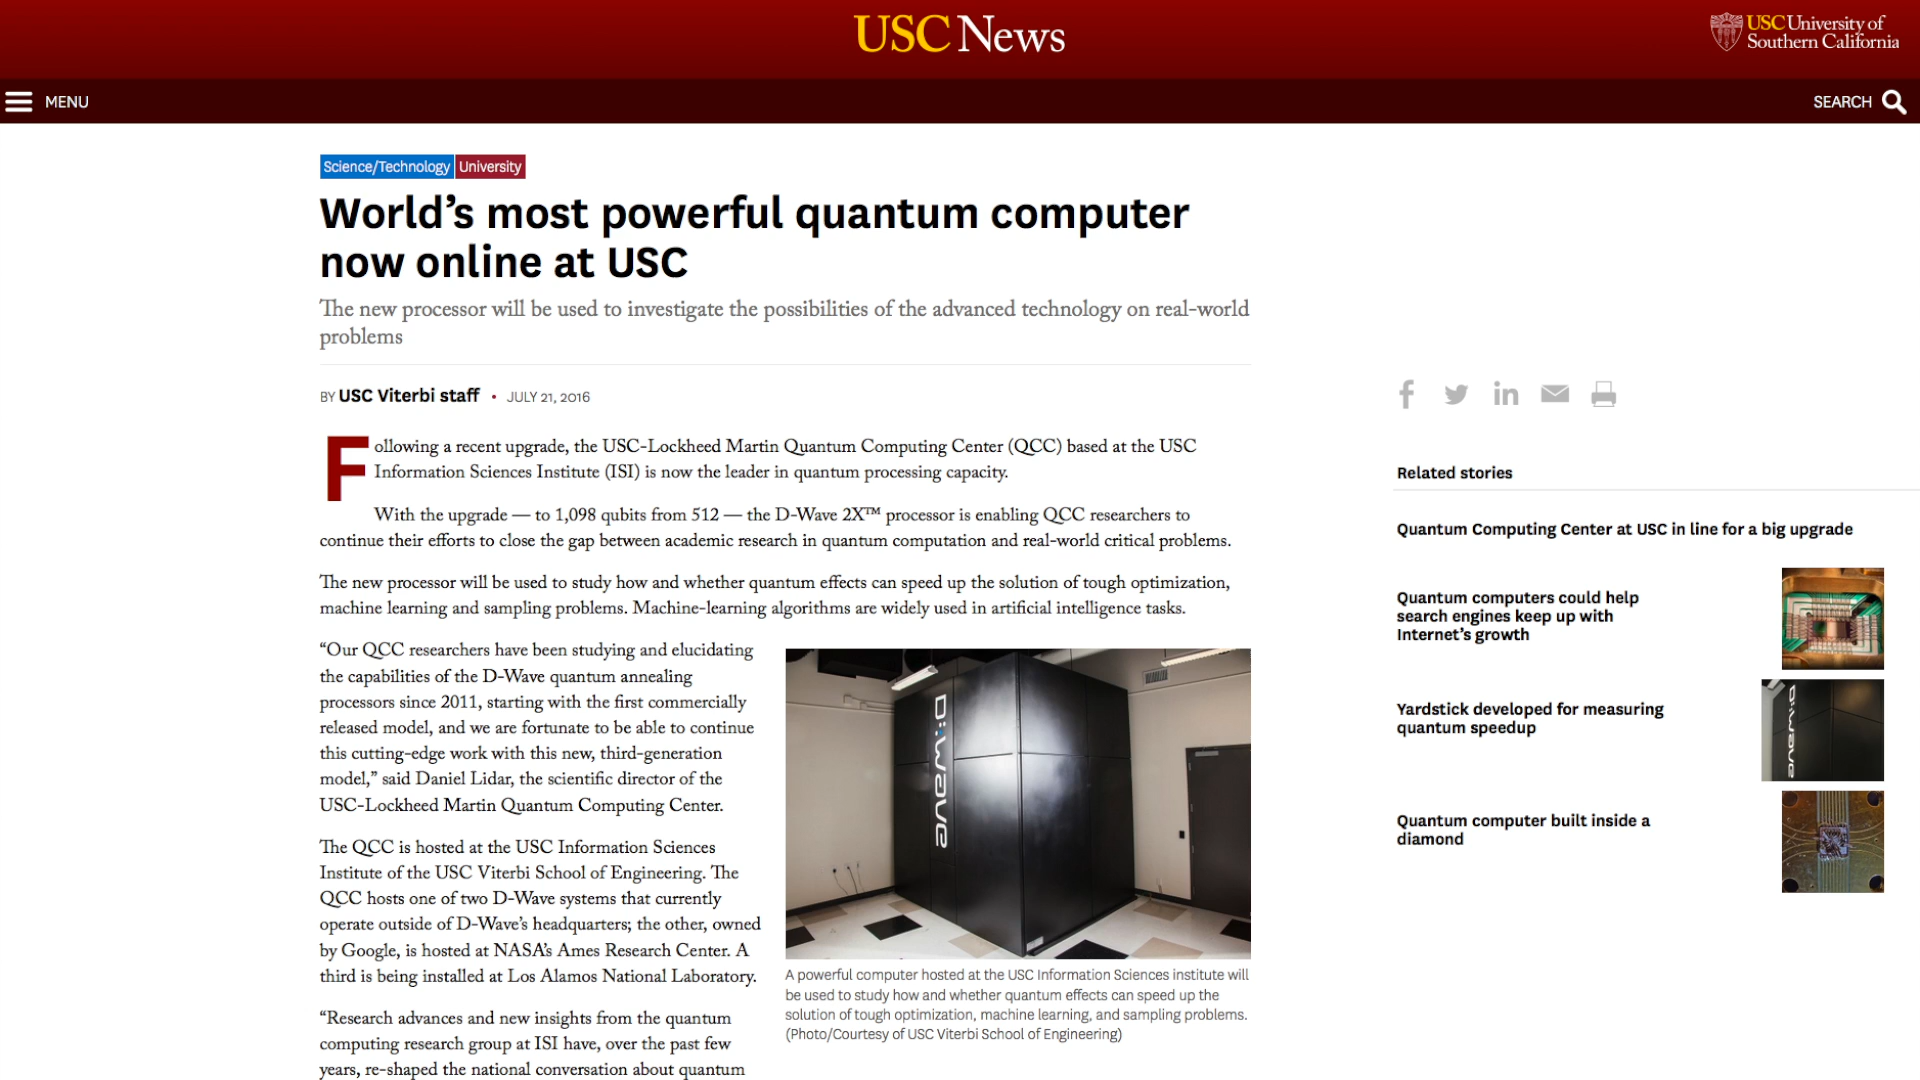 USC News
USC University of
Southern California
MENU
SEARCH
Science/Technology University
World’s most powerful quantum computer
now online at USC
The new processor will be used to investigate the possibilities of the advanced technology on real-world
problems
BY USC Viterbi staff • JULY 21, 2016
Following a recent upgrade, the USC-Lockheed Martin Quantum Computing Center (QCC) based at the USC
Information Sciences Institute (ISI) is now the leader in quantum processing capacity.
With the upgrade — to 1,098 qubits from 512 — the D-Wave 2X™ processor is enabling QCC researchers to
continue their efforts to close the gap between academic research in quantum computation and real-world critical problems.
The new processor will be used to study how and whether quantum effects can speed up the solution of tough optimization,
machine learning and sampling problems. Machine-learning algorithms are widely used in artificial intelligence tasks.
“Our QCC researchers have been studying and elucidating
the capabilities of the D-Wave quantum annealing
processors since 2011, starting with the first commercially
released model, and we are fortunate to be able to continue
this cutting-edge work with this new, third-generation
model,” said Daniel Lidar, the scientific director of the
USC-Lockheed Martin Quantum Computing Center.
The QCC is hosted at the USC Information Sciences
Institute of the USC Viterbi School of Engineering. The
QCC hosts one of two D-Wave systems that currently
operate outside of D-Wave’s headquarters; the other, owned
by Google, is hosted at NASA’s Ames Research Center. A
third is being installed at Los Alamos National Laboratory.
“Research advances and new insights from the quantum
computing research group at ISI have, over the past few
years, re-shaped the national conversation about quantum
D:wave
A powerful computer hosted at the USC Information Sciences institute will
be used to study how and whether quantum effects can speed up the
solution of tough optimization, machine learning, and sampling problems.
(Photo/Courtesy of USC Viterbi School of Engineering)
Related stories
Quantum Computing Center at USC in line for a big upgrade
Quantum computers could help
search engines keep up with
Internet’s growth
Yardstick developed for measuring
quantum speedup
D:wave
Quantum computer built inside a
diamond